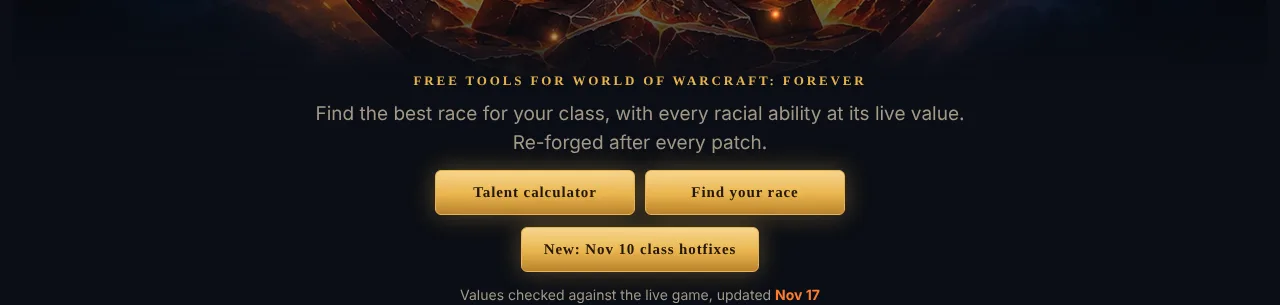 FREE TOOLS FOR WORLD OF WARCRAFT: FOREVER
Find the best race for your class, with every racial ability at its live value.
Re-forged after every patch.
Talent calculator
Find your race
New: Nov 10 class hotfixes
Values checked against the live game, updated Nov 17